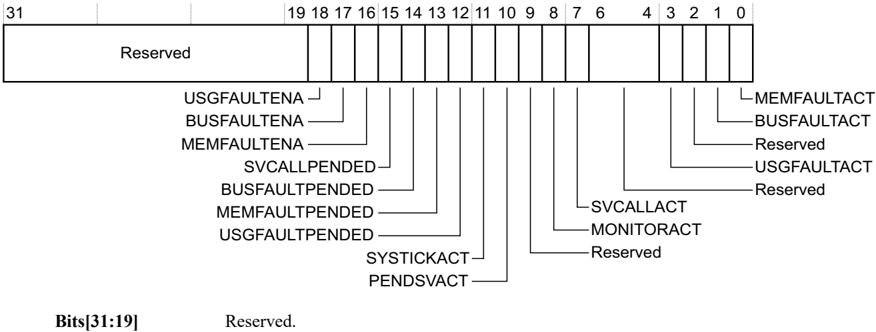 31 19 18 17 16 15 14 13 12 11 10 9 8 7 6 4 3 2 1 0
Reserved
USGFAULTENA MEMFAULTACT
BUSFAULTENA BUSFAULTACT
MEMFAULTENA Reserved
SVCALLPENDED USGFAULTACT
BUSFAULTPENDED Reserved
MEMFAULTPENDED SVCALLACT
USGFAULTPENDED MONITORACT
SYSTICKACT Reserved
PENDSVACT
Bits[31:19] Reserved.